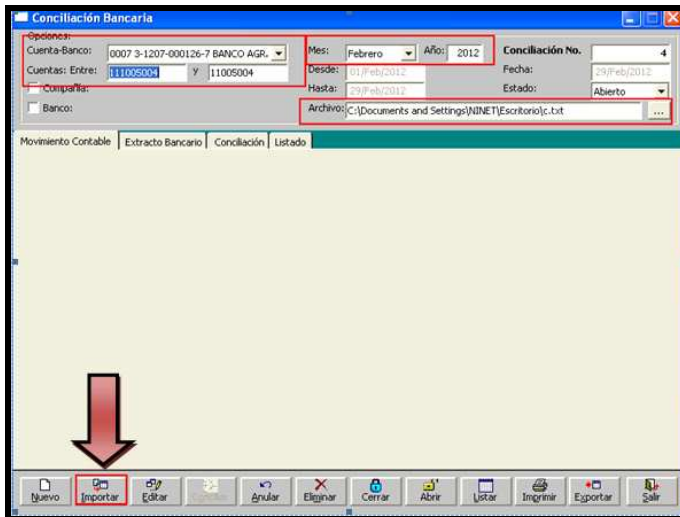 Conciliación Bancaria
Opciones:
Cuenta-Banco: 0007 3-1207-000126-7 BANCO AGR. Mes: Febrero Año: 2012 Conciliación No. 4
Cuentas: Entre: 111005004 y 11005004 Desde: 01/Feb/2012 Fecha: 29/Feb/2012
Compañía: Hasta: 29/Feb/2012 Estado: Abierto
Banco: Archivo: C:\Documents and Settings\NINET\Escritorio\c.txt ...
Movimiento Contable Extracto Bancario Conciliación Listado
Nuevo Importar Editar Anular Eliminar Cerrar Abrir Listar Imprimir Exportar Salir